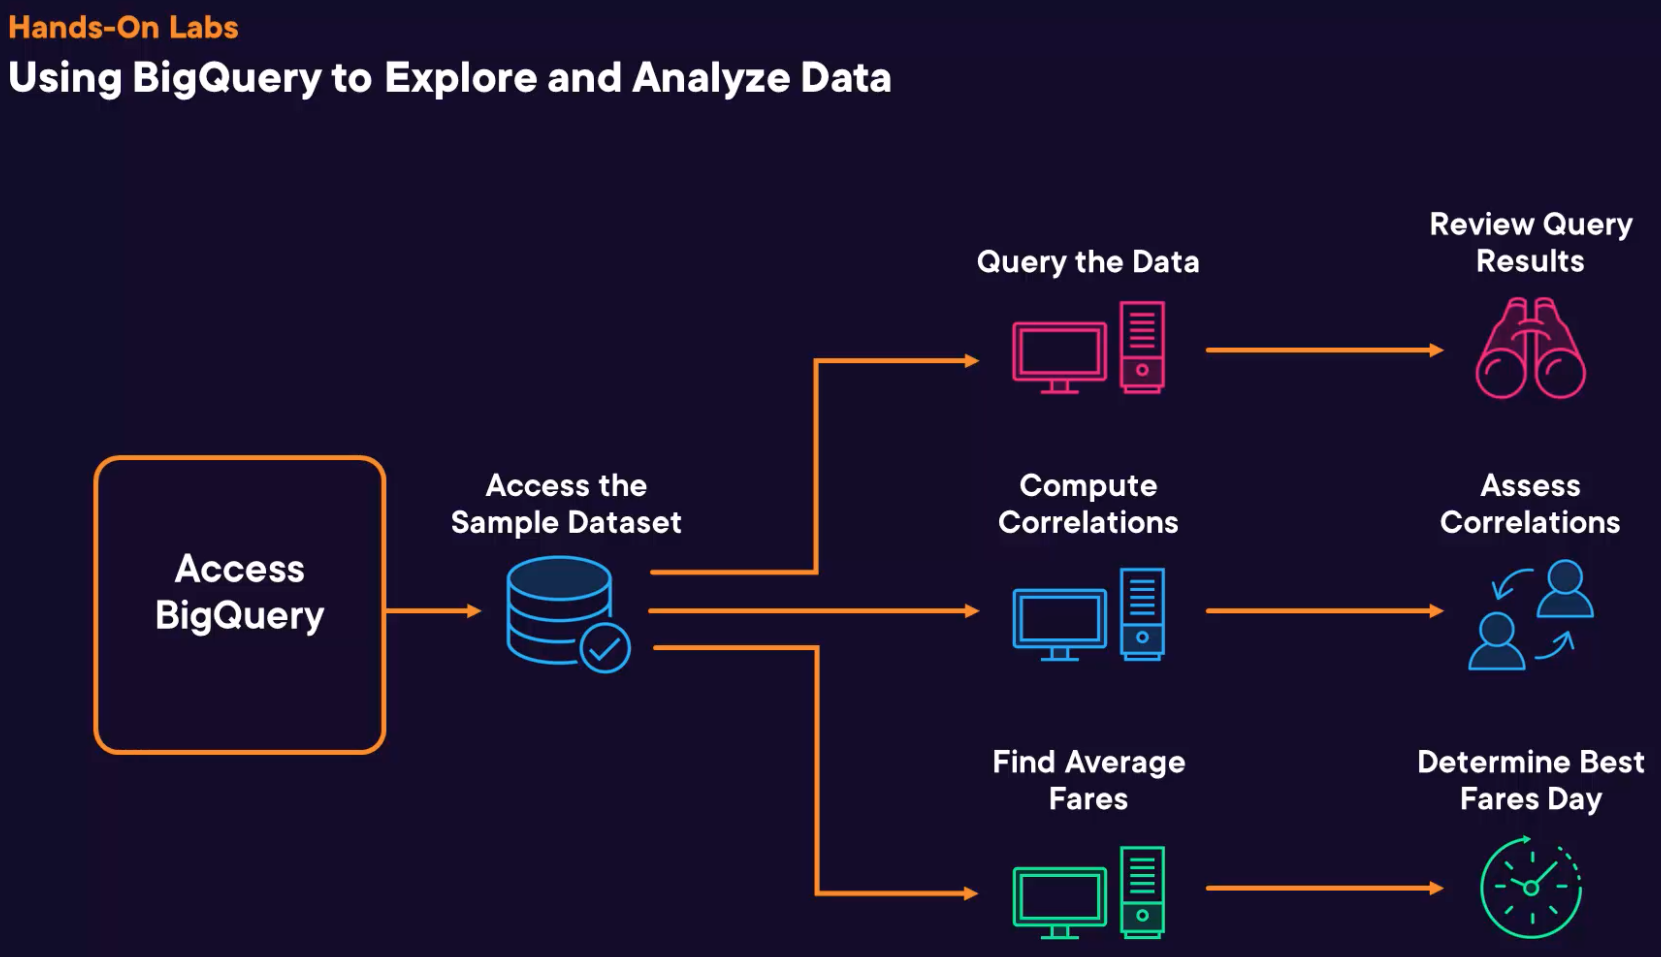 Hands-On Labs
Using BigQuery to Explore and Analyze Data
Access
BigQuery
Access the
Sample Dataset
Query the Data
Review Query
Results
Compute
Correlations
Assess
Correlations
Find Average
Fares
Determine Best
Fares Day